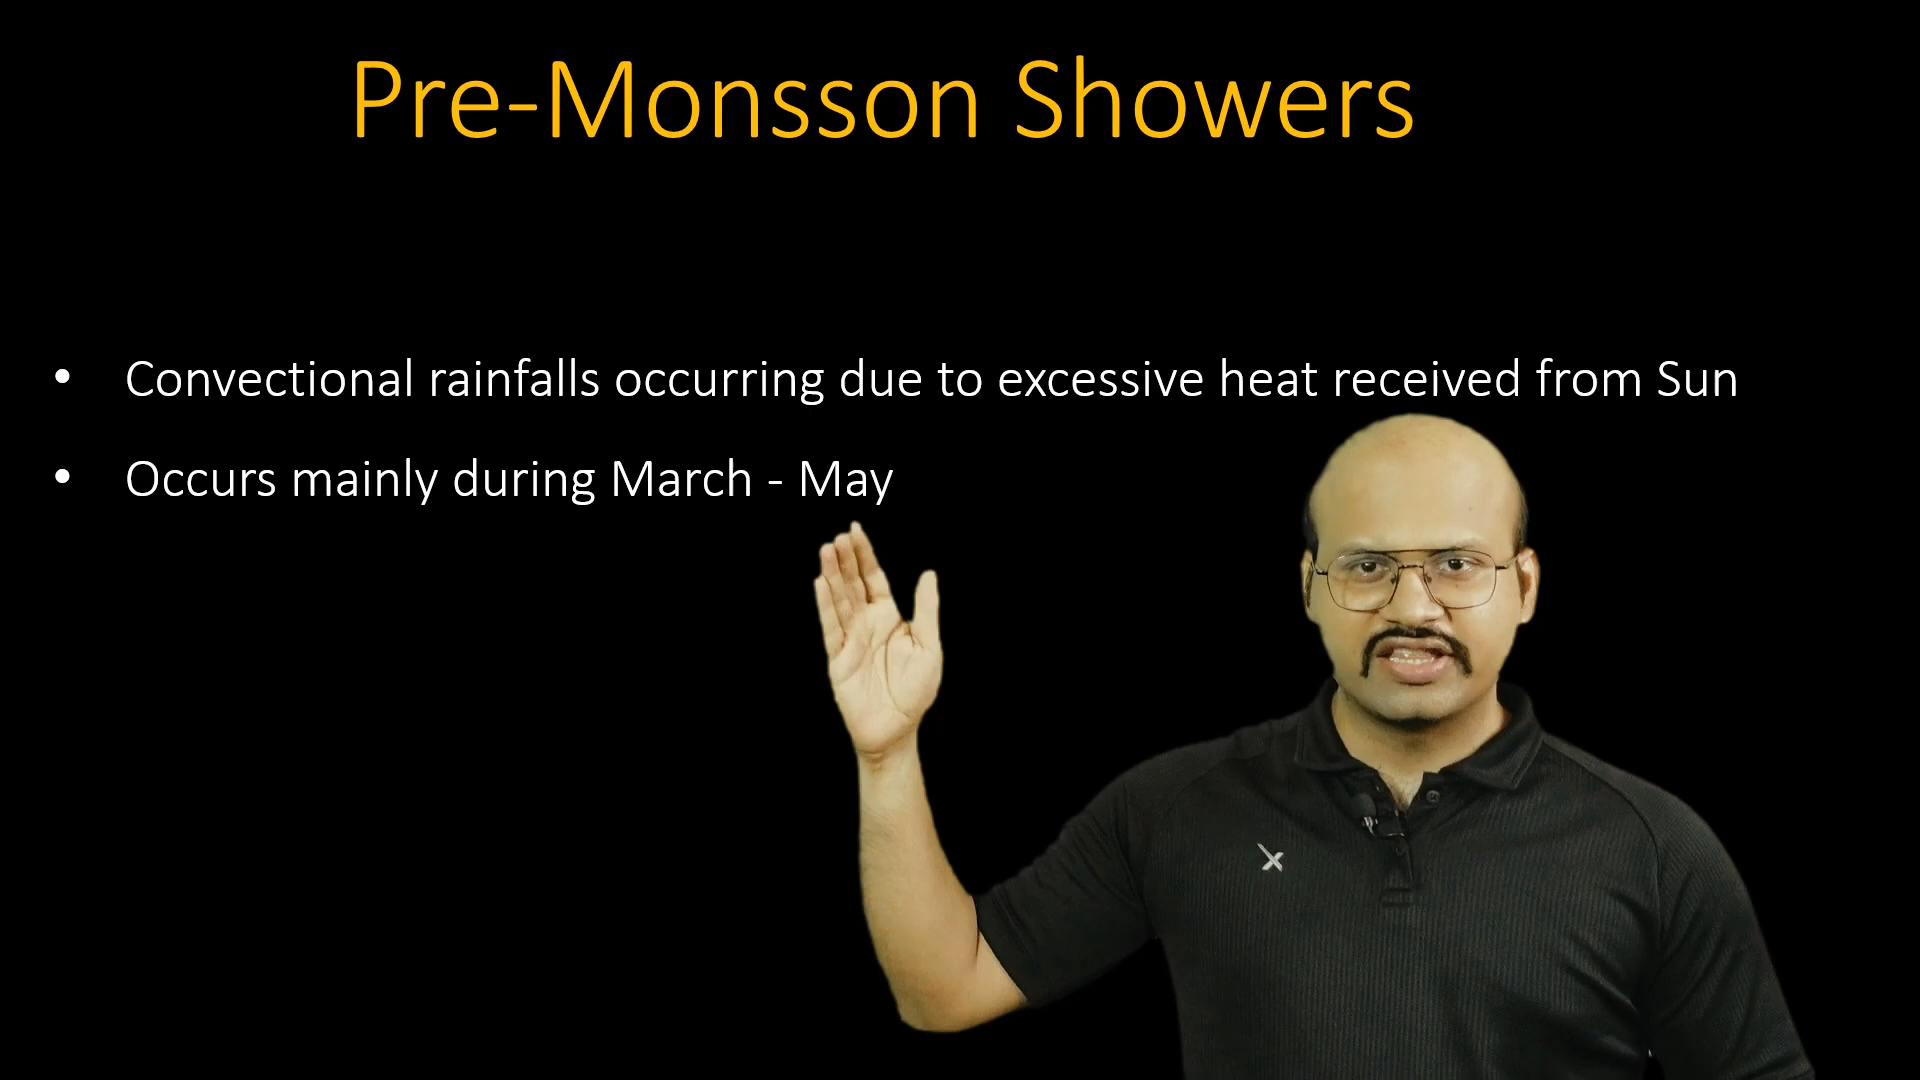 Pre-Monsson Showers
• Convectional rainfalls occurring due to excessive heat received from Sun
• Occurs mainly during March - May